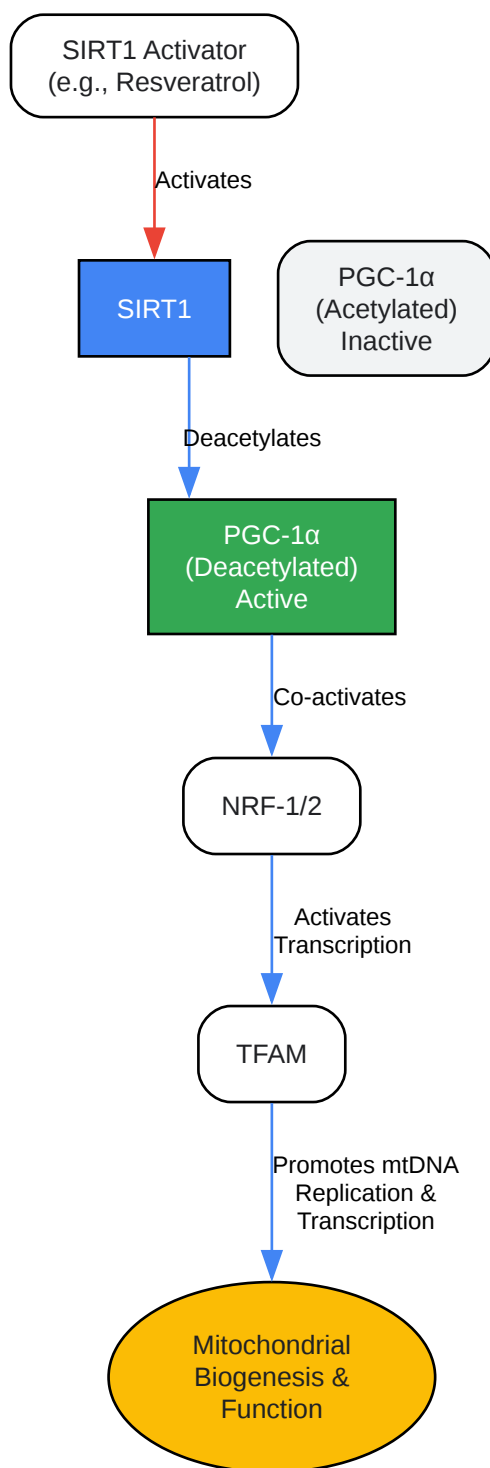 SIRT1 Activator
(e.g., Resveratrol)
Activates
SIRT1
PGC-1α
(Acetylated)
Inactive
Deacetylates
PGC-1α
(Deacetylated)
Active
Co-activates
NRF-1/2
Activates
Transcription
TFAM
Promotes mtDNA
Replication &
Transcription
Mitochondrial
Biogenesis &
Function